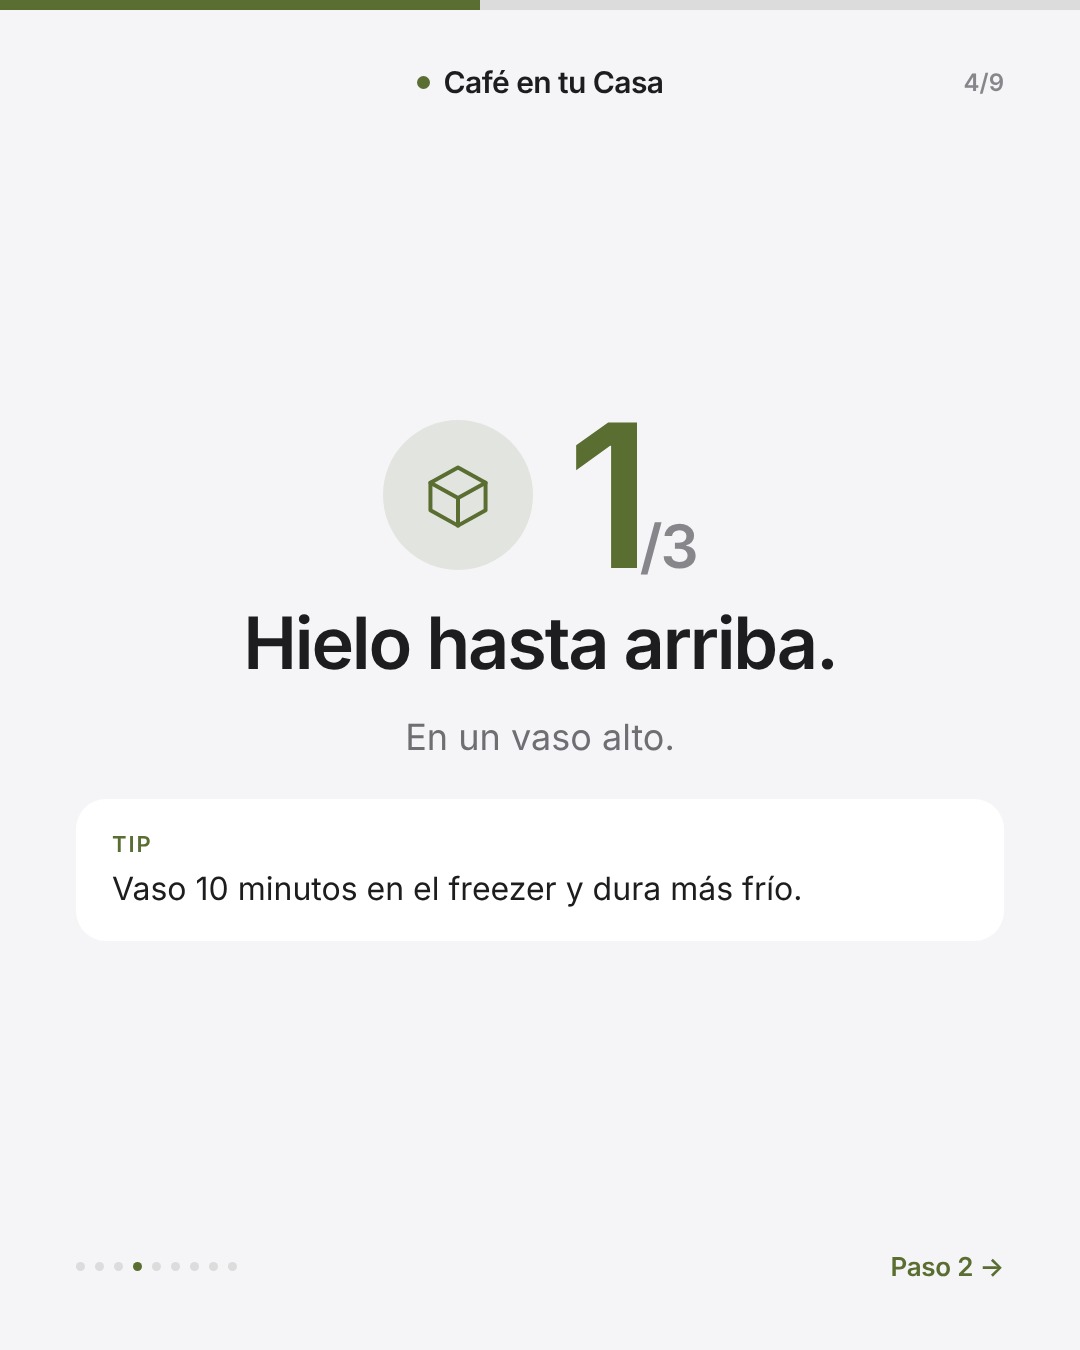 Café en tu Casa
4/9
1/3
Hielo hasta arriba.
En un vaso alto.
TIP
Vaso 10 minutos en el freezer y dura más frío.
Paso 2 →